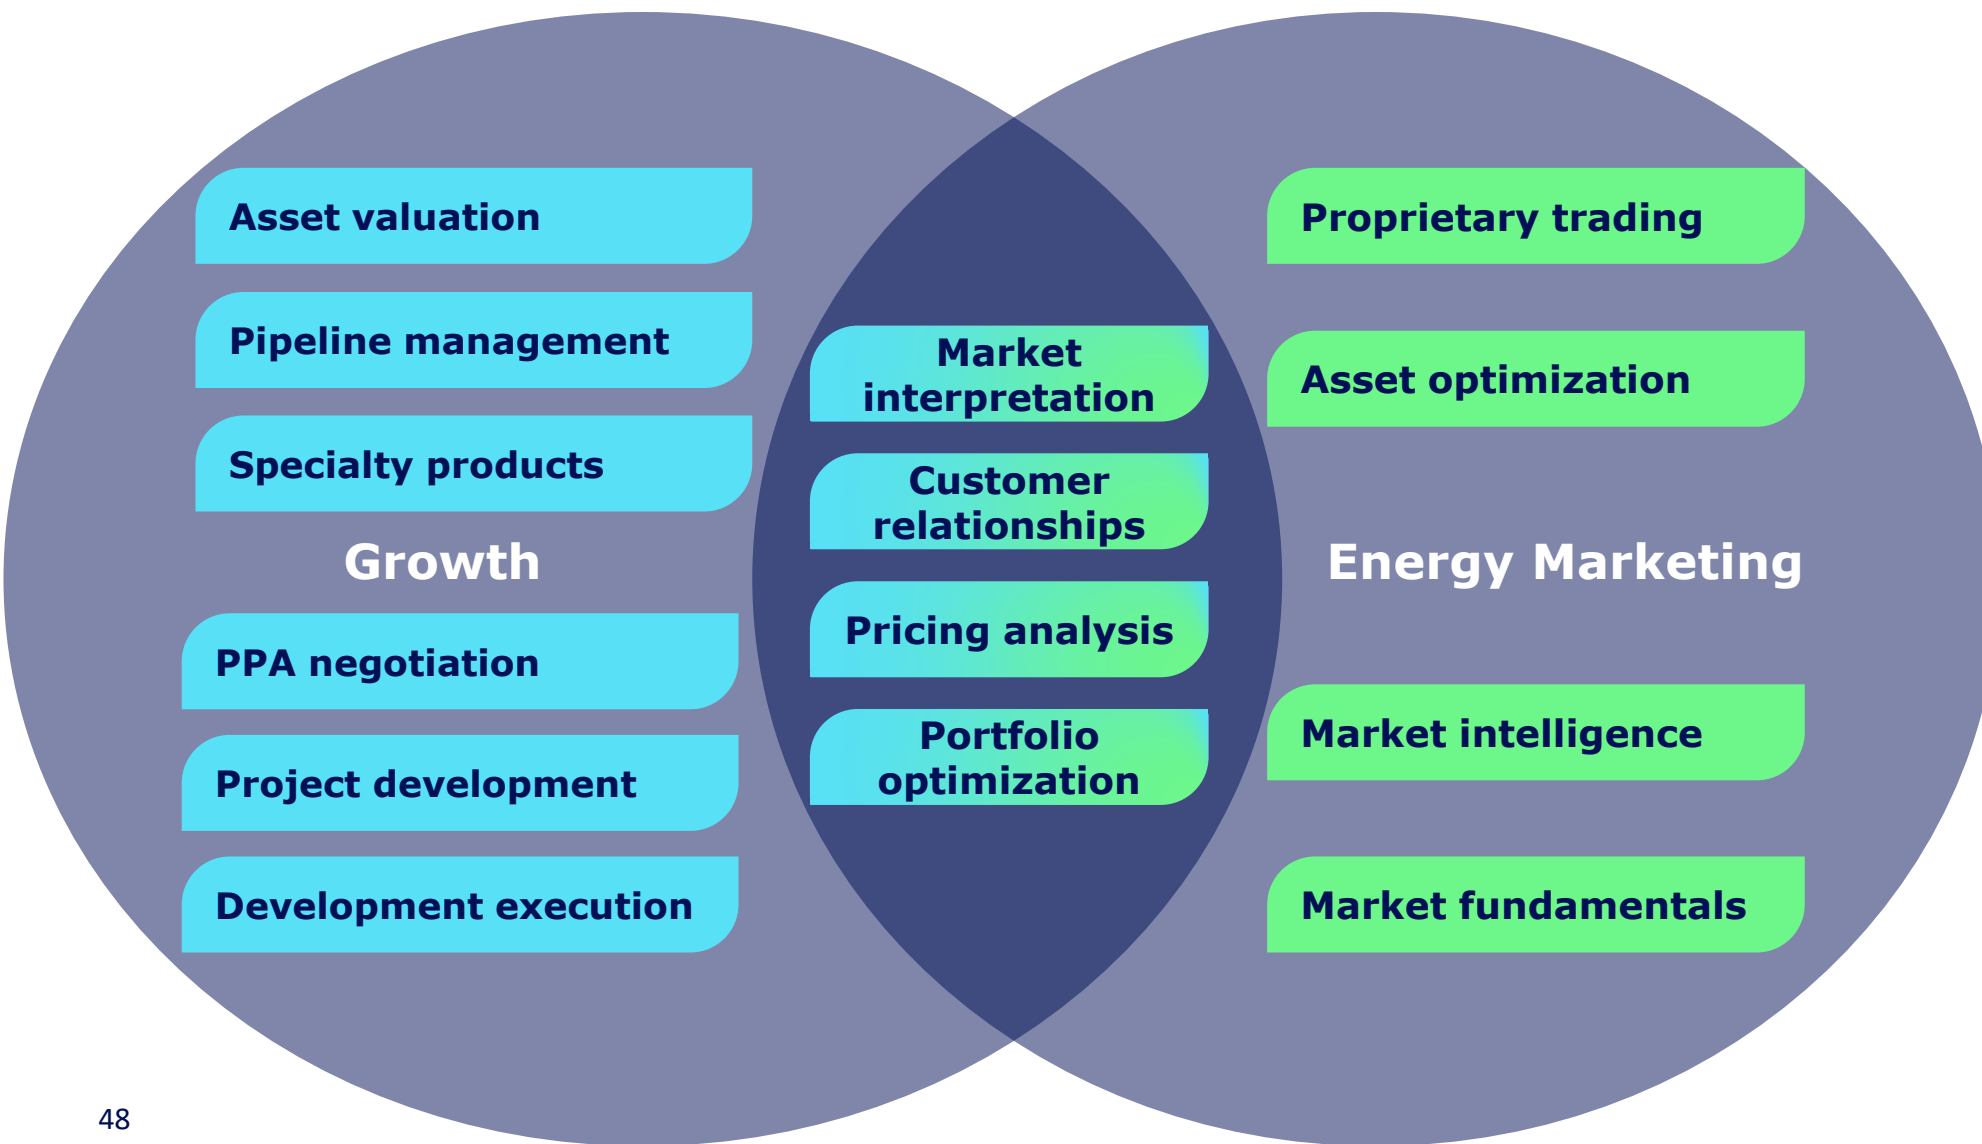 Asset valuation
Pipeline management
Specialty products
Growth
PPA negotiation
Project development
Development execution
Market
interpretation
Customer
relationships
Pricing analysis
Portfolio
optimization
Proprietary trading
Asset optimization
Energy Marketing
Market intelligence
Market fundamentals
48